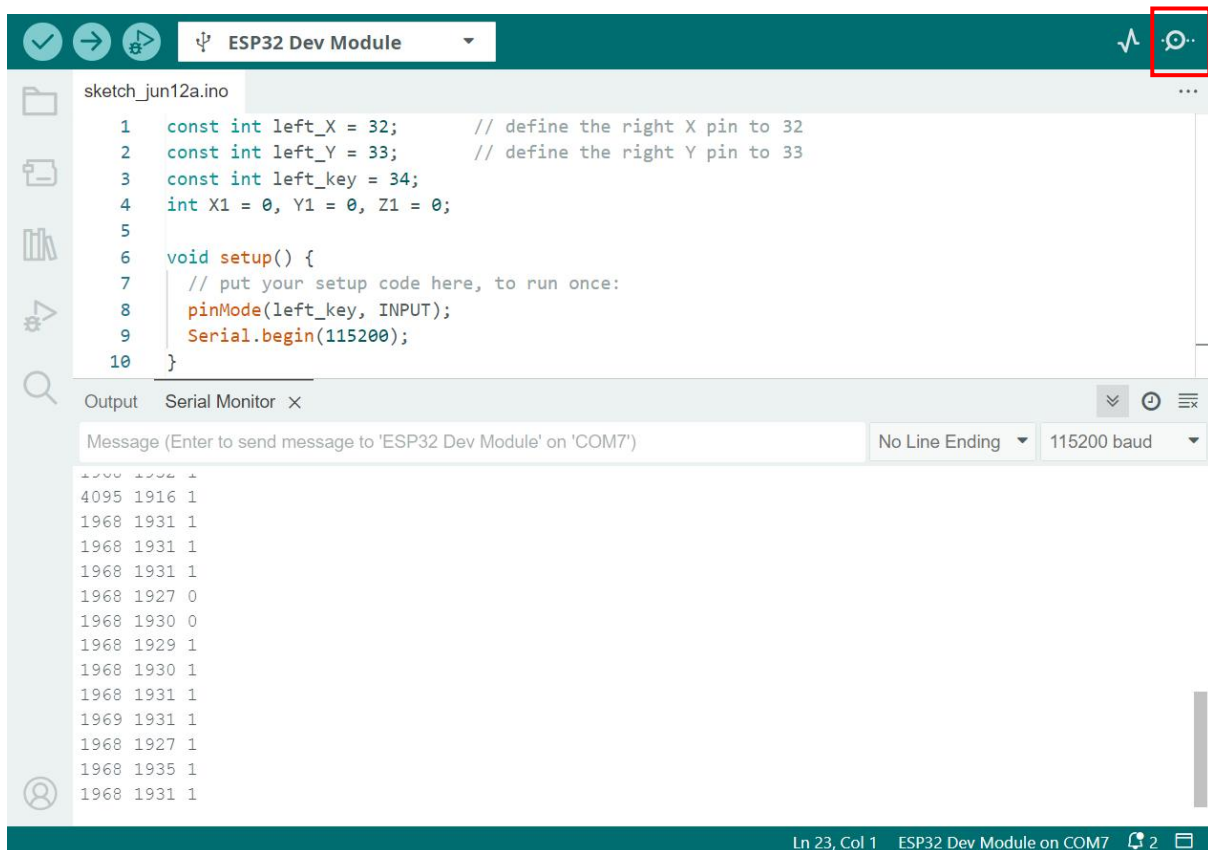 ESP32 Dev Module
sketch_jun12a.ino
...
1 const int left_X = 32; // define the right X pin to 32
2 const int left_Y = 33; // define the right Y pin to 33
3 const int left_key = 34;
4 int X1 = 0, Y1 = 0, Z1 = 0;
5
6 void setup() {
7 // put your setup code here, to run once:
8 pinMode(left_key, INPUT);
9 Serial.begin(115200);
10 }
Output Serial Monitor ×
Message (Enter to send message to 'ESP32 Dev Module' on 'COM7') No Line Ending 115200 baud
4095 1916 1
1968 1931 1
1968 1931 1
1968 1931 1
1968 1927 0
1968 1930 0
1968 1929 1
1968 1930 1
1968 1931 1
1969 1931 1
1968 1927 1
1968 1935 1
1968 1931 1
Ln 23, Col 1 ESP32 Dev Module on COM7 2